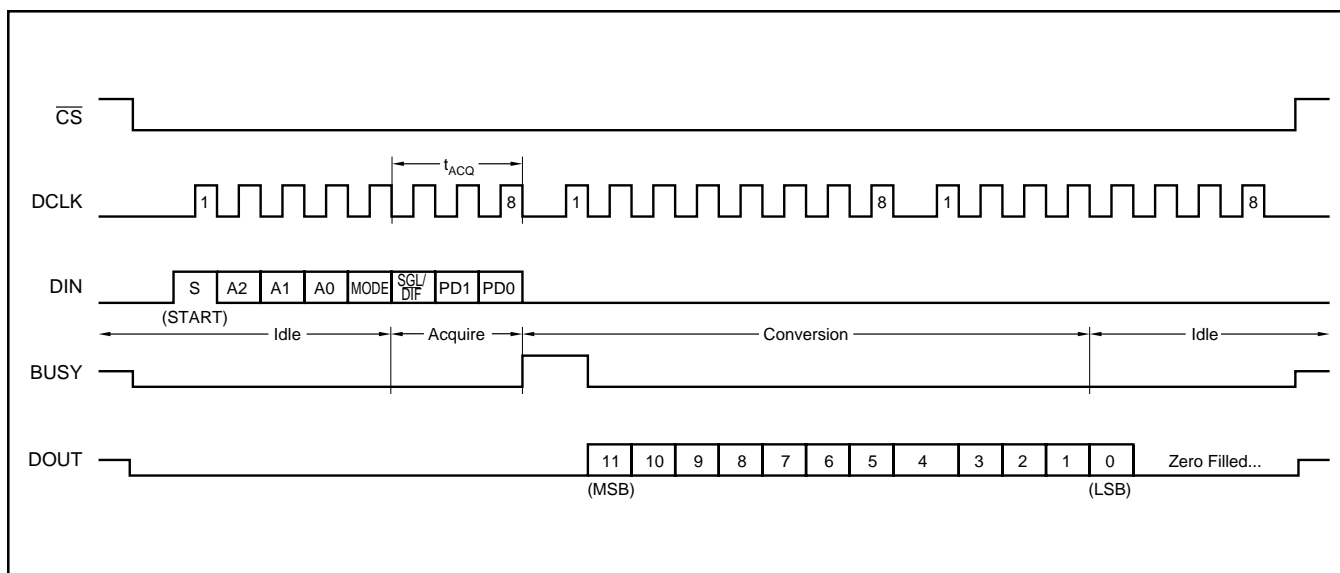 CS
tACQ
DCLK 1 8 1 8 1 8
DIN S A2 A1 A0 MODE SGL/DIF PD1 PD0
(START)
Idle Acquire Conversion Idle
BUSY
DOUT 11 10 9 8 7 6 5 4 3 2 1 0 Zero Filled...
(MSB) (LSB)